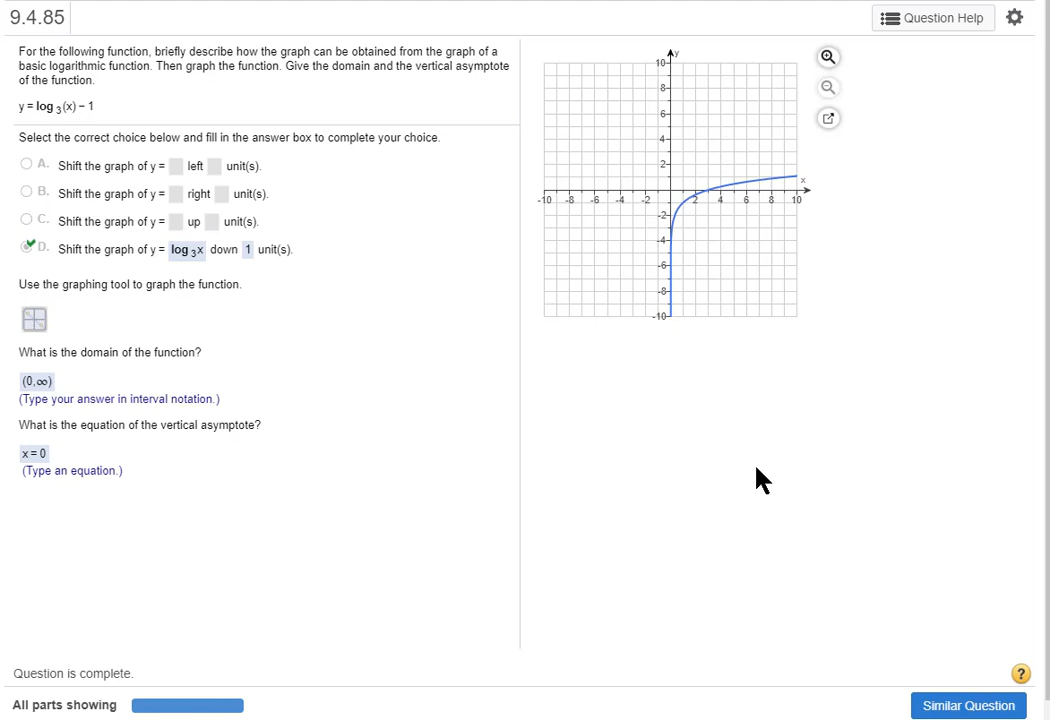 9.4.85
Question Help
For the following function, briefly describe how the graph can be obtained from the graph of a
basic logarithmic function. Then graph the function. Give the domain and the vertical asymptote
of the function.
y = log 3 (x) − 1
Select the correct choice below and fill in the answer box to complete your choice.
A. Shift the graph of y = left unit(s).
B. Shift the graph of y = right unit(s).
C. Shift the graph of y = up unit(s).
D. Shift the graph of y = log 3 x down 1 unit(s).
Use the graphing tool to graph the function.
What is the domain of the function?
(0,∞)
(Type your answer in interval notation.)
What is the equation of the vertical asymptote?
x = 0
(Type an equation.)
y
10
8
6
4
2
x
-10 -8 -6 -4 -2 2 4 6 8 10
-2
-4
-6
-8
-10
Question is complete.
?
All parts showing
Similar Question